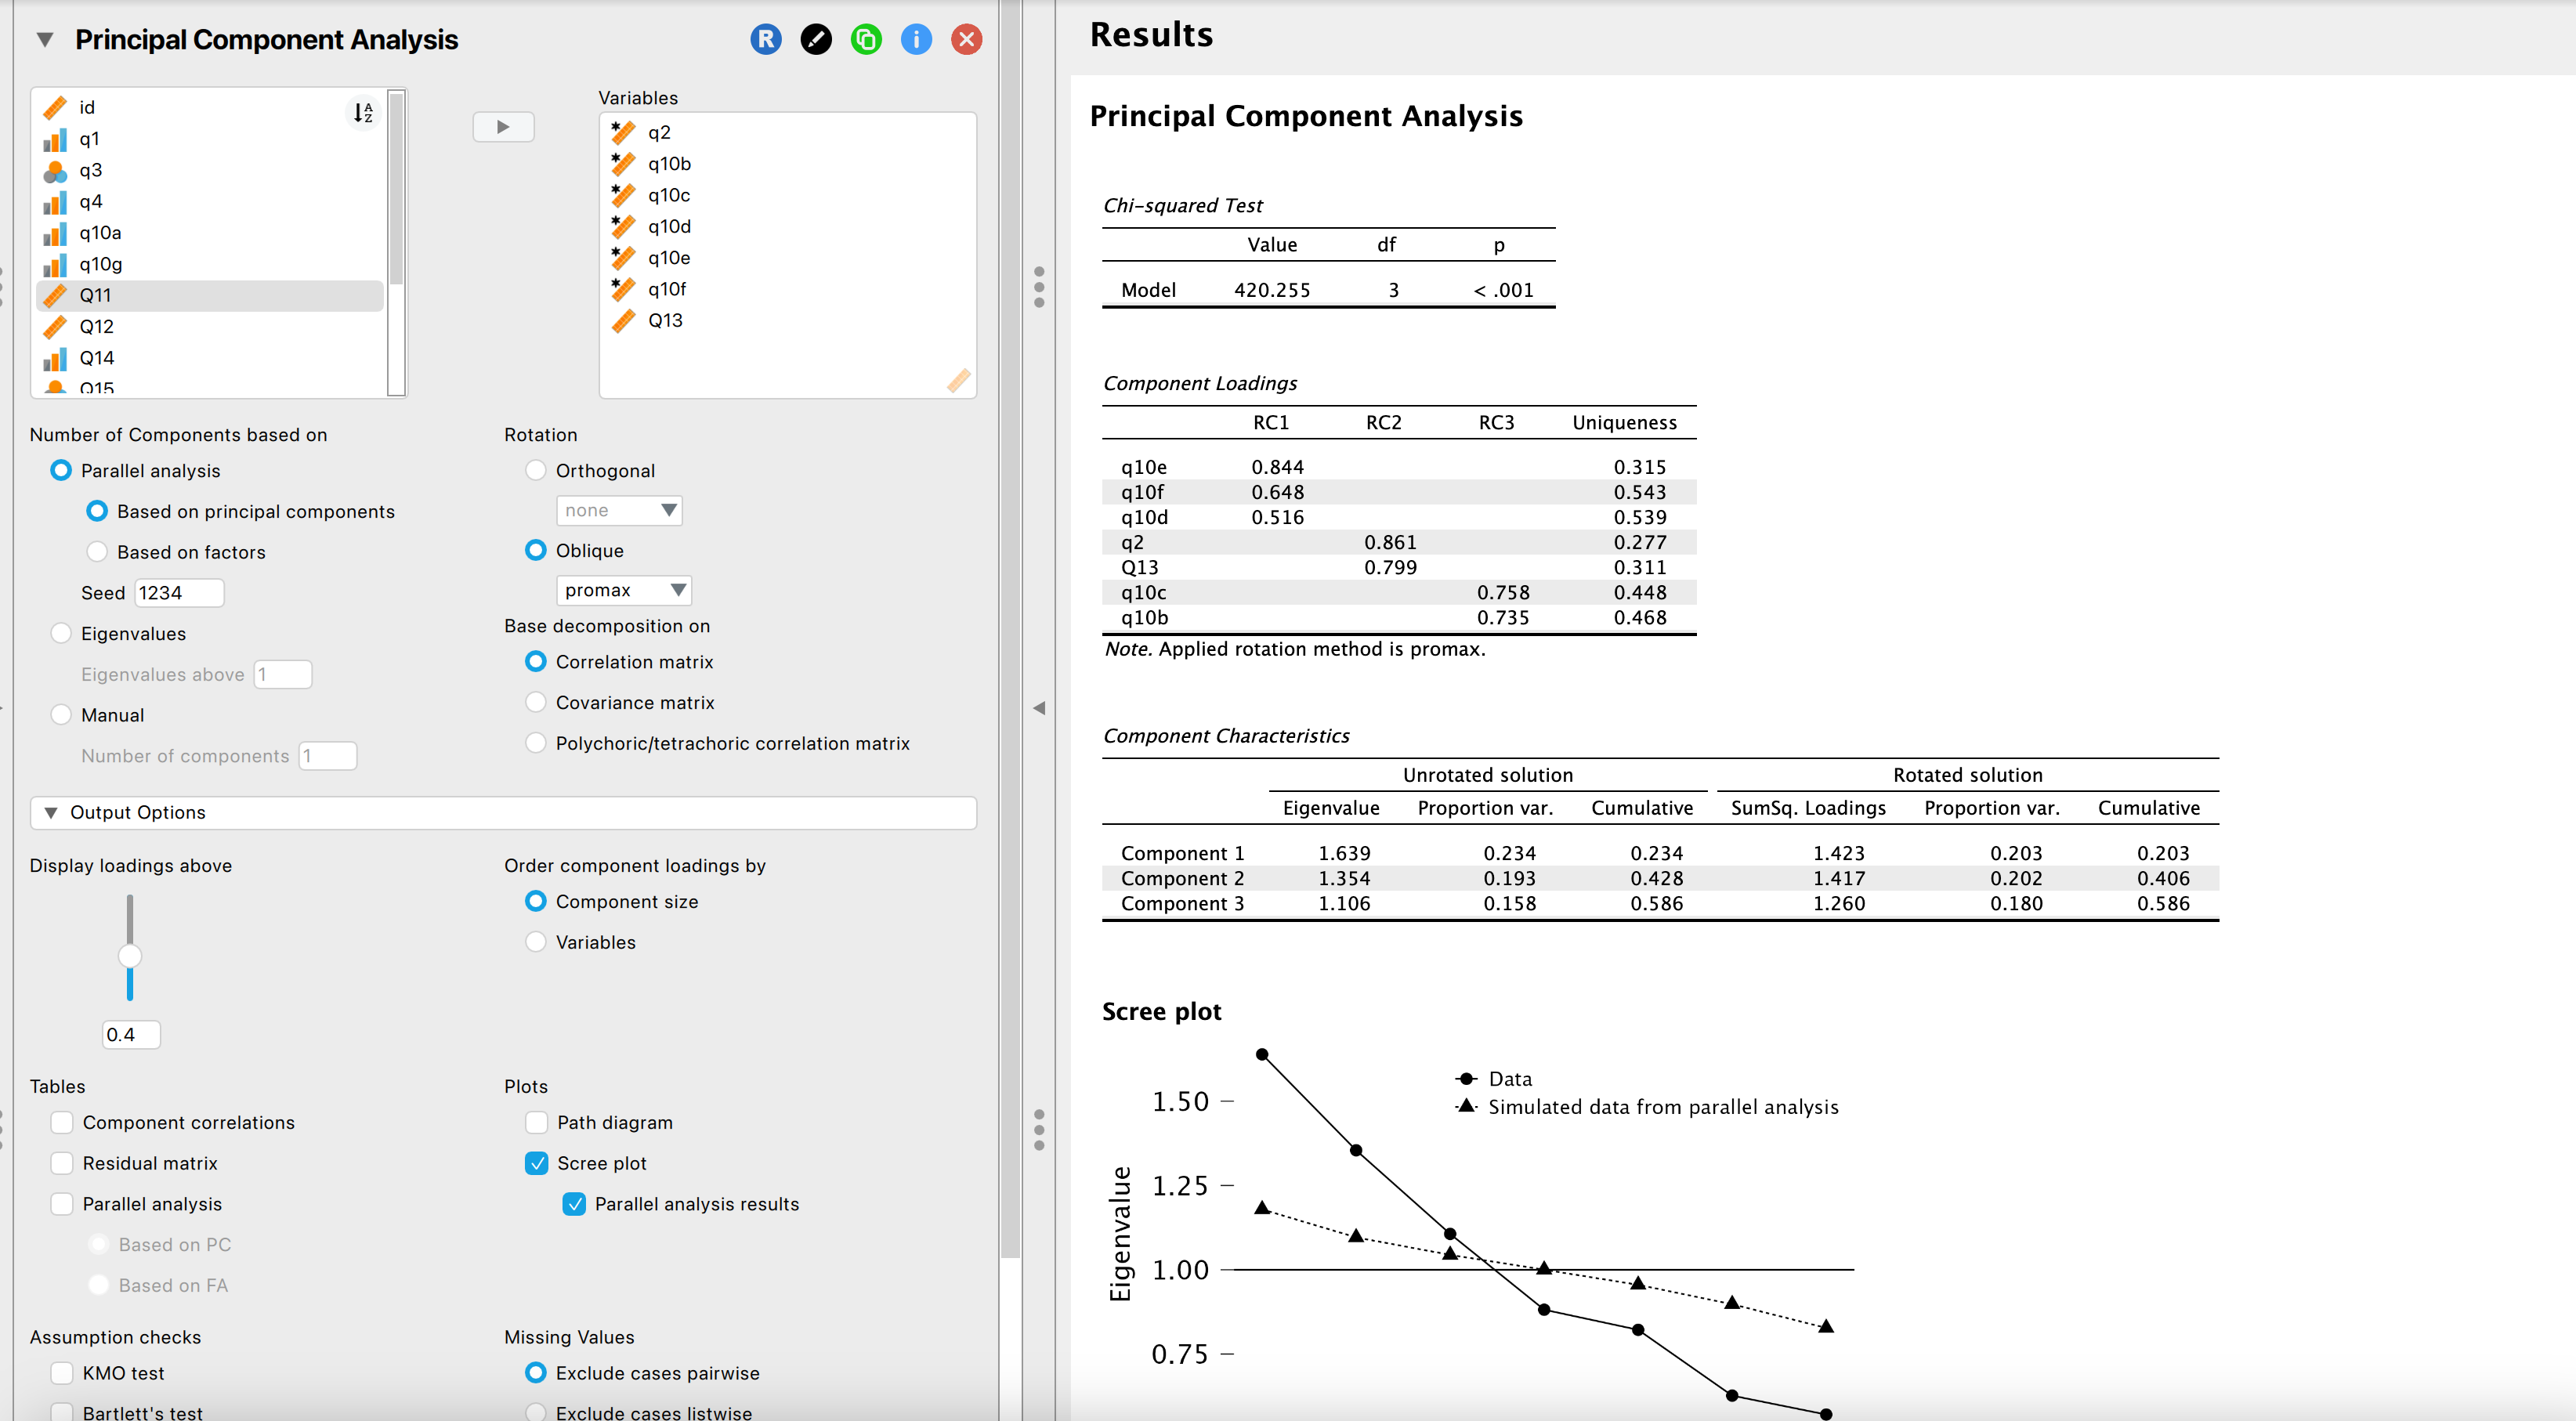 Principal Component Analysis
R
i
id
q1
q3
q4
q10a
q10g
Q11
Q12
Q14
Q15
A
Z
Variables
q2
q10b
q10c
q10d
q10e
q10f
Q13
Number of Components based on
Parallel analysis
Based on principal components
Based on factors
Seed 1234
Eigenvalues
Eigenvalues above 1
Manual
Number of components 1
Rotation
Orthogonal
none
Oblique
promax
Base decomposition on
Correlation matrix
Covariance matrix
Polychoric/tetrachoric correlation matrix
Output Options
Display loadings above
0.4
Order component loadings by
Component size
Variables
Tables
Component correlations
Residual matrix
Parallel analysis
Based on PC
Based on FA
Plots
Path diagram
Scree plot
Parallel analysis results
Assumption checks
KMO test
Bartlett's test
Missing Values
Exclude cases pairwise
Exclude cases listwise
Results
Principal Component Analysis
Chi-squared Test
Value df p
Model 420.255 3 < .001
Component Loadings
RC1 RC2 RC3 Uniqueness
q10e 0.844 0.315
q10f 0.648 0.543
q10d 0.516 0.539
q2 0.861 0.277
Q13 0.799 0.311
q10c 0.758 0.448
q10b 0.735 0.468
Note. Applied rotation method is promax.
Component Characteristics
Unrotated solution Rotated solution
Eigenvalue Proportion var. Cumulative SumSq. Loadings Proportion var. Cumulative
Component 1 1.639 0.234 0.234 1.423 0.203 0.203
Component 2 1.354 0.193 0.428 1.417 0.202 0.406
Component 3 1.106 0.158 0.586 1.260 0.180 0.586
Scree plot
Data
Simulated data from parallel analysis
Eigenvalue
1.50
1.25
1.00
0.75